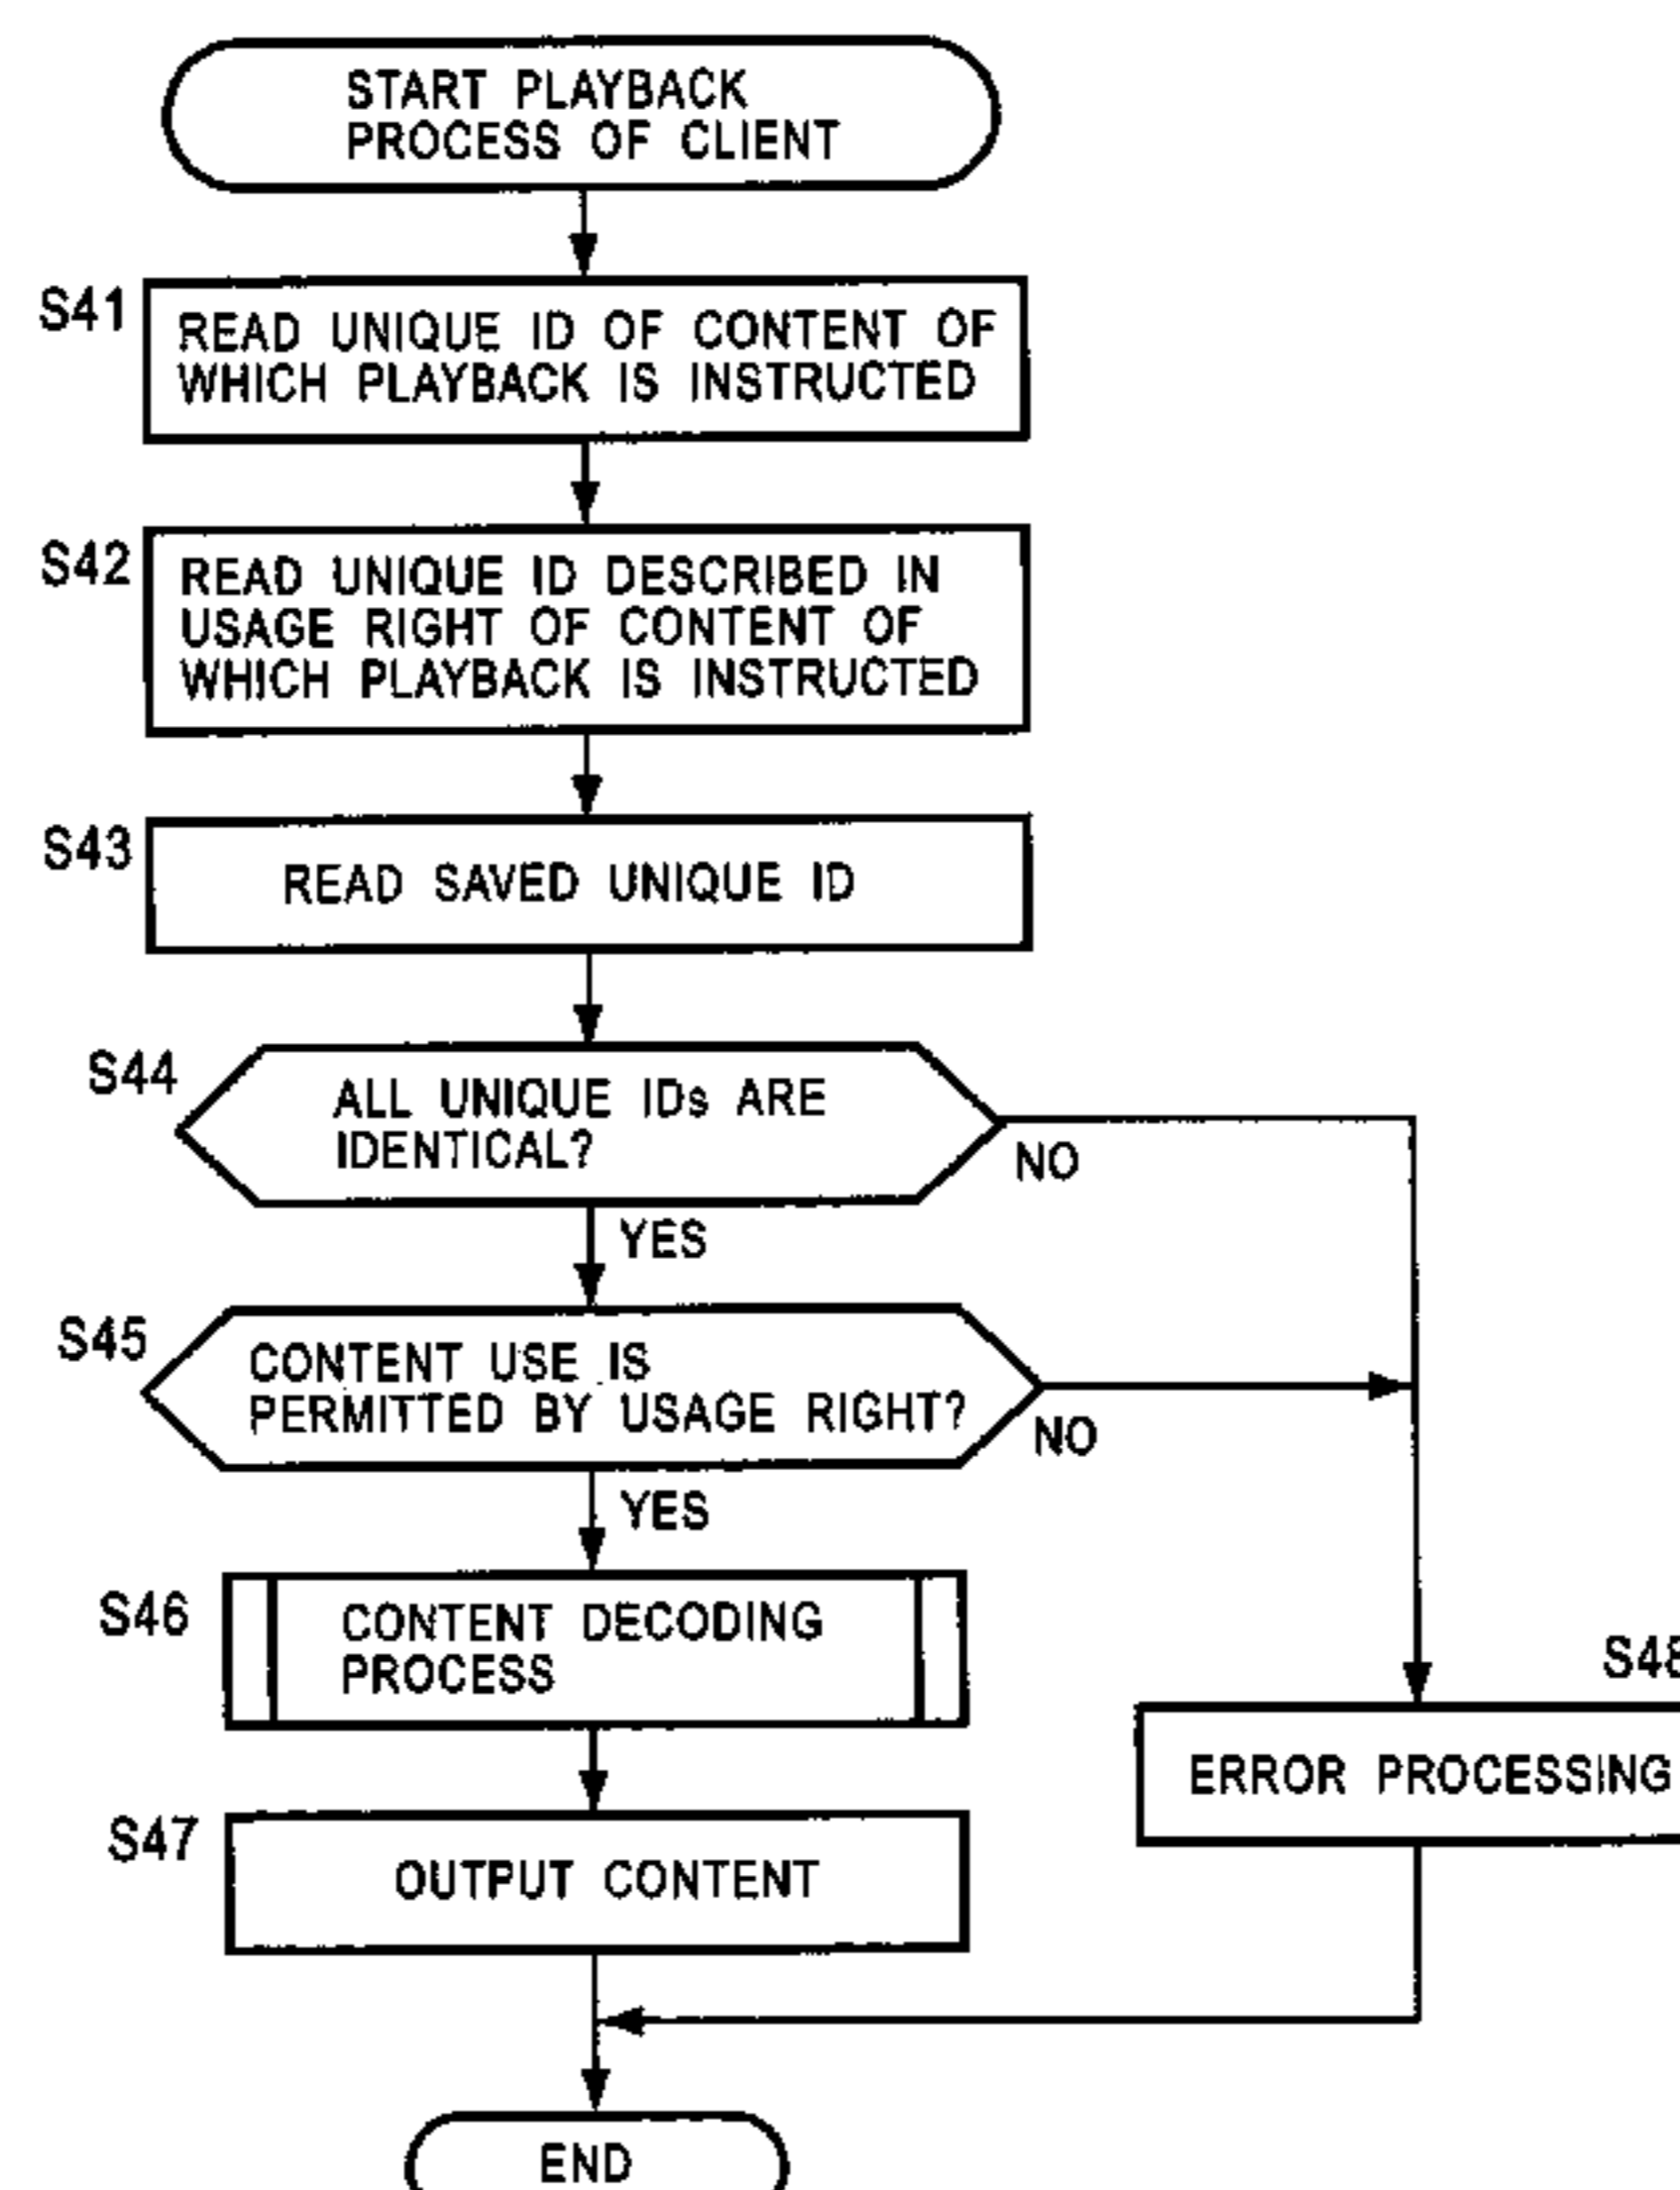 START PLAYBACK
PROCESS OF CLIENT
S41
READ UNIQUE ID OF CONTENT OF
WHICH PLAYBACK IS INSTRUCTED
S42
READ UNIQUE ID DESCRIBED IN
USAGE RIGHT OF CONTENT OF
WHICH PLAYBACK IS INSTRUCTED
S43
READ SAVED UNIQUE ID
S44
ALL UNIQUE IDs ARE
IDENTICAL?
NO
YES
S45
CONTENT USE IS
PERMITTED BY USAGE RIGHT?
NO
YES
S46
CONTENT DECODING
PROCESS
S48
ERROR PROCESSING
S47
OUTPUT CONTENT
END